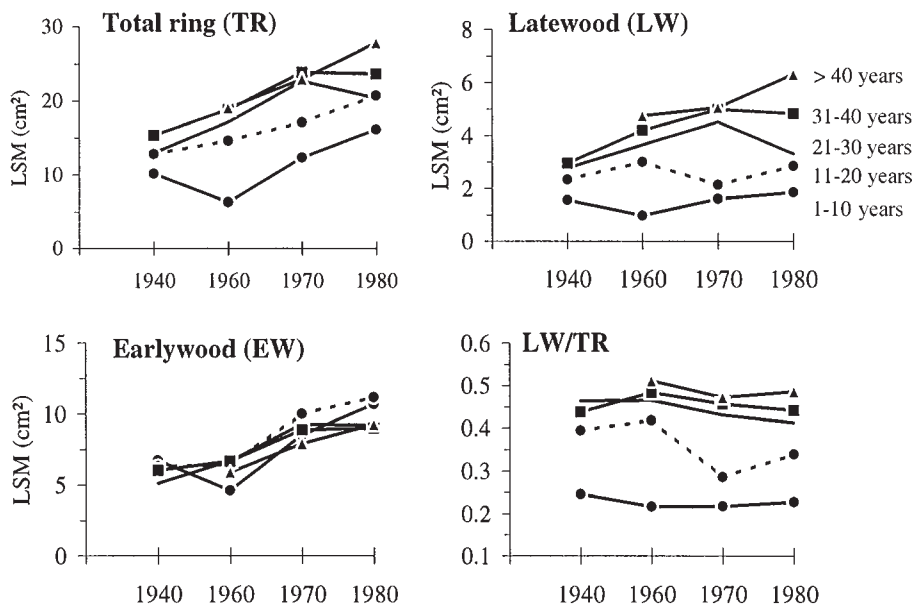 Total ring (TR)
LSM (cm²)
30
20
10
0
1940 1960 1970 1980
Latewood (LW)
LSM (cm²)
8
6
4
2
0
1940 1960 1970 1980
> 40 years
31-40 years
21-30 years
11-20 years
1-10 years
Earlywood (EW)
LSM (cm²)
15
10
5
0
1940 1960 1970 1980
LW/TR
0.6
0.5
0.4
0.3
0.2
0.1
1940 1960 1970 1980